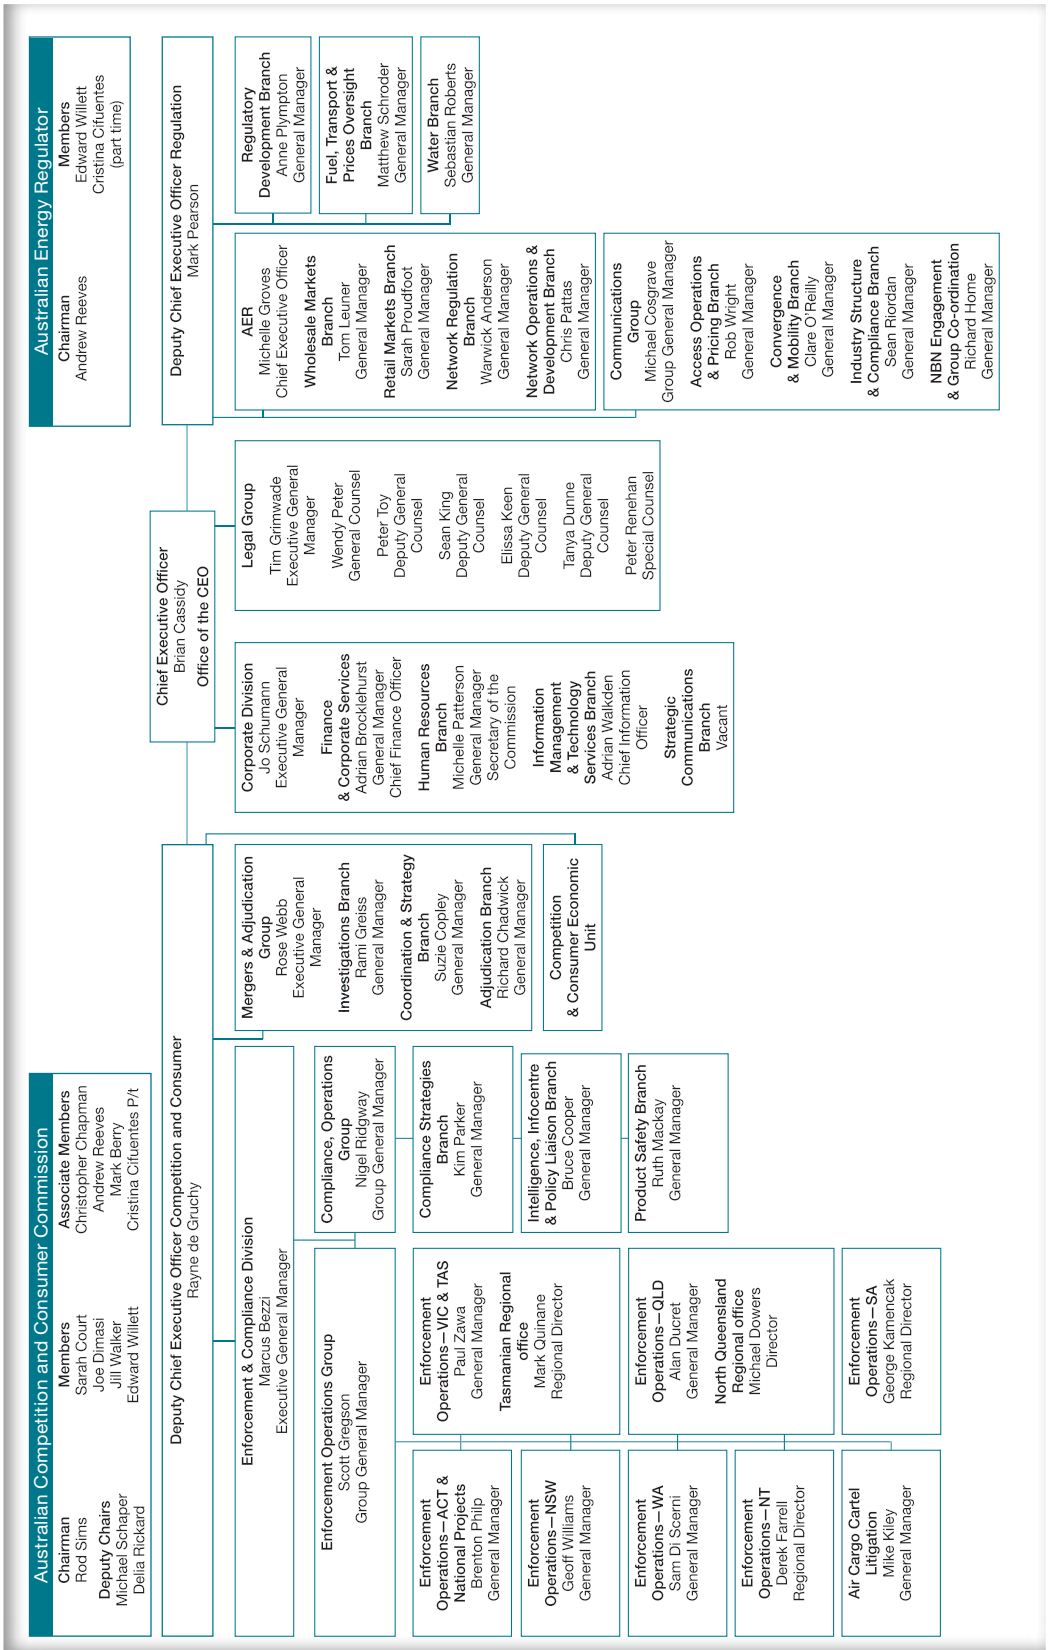 Australian Competition and Consumer Commission
Chairman
Rod Sims
Deputy Chairs
Michael Schaper
Delia Rickard
Members
Sarah Court
Joe Dimasi
Jill Walker
Edward Willett
Associate Members
Christopher Chapman
Andrew Reeves
Mark Berry
Cristina Cifuentes P/t
Australian Energy Regulator
Chairman
Andrew Reeves
Members
Edward Willett
Cristina Cifuentes
(part time)
Chief Executive Officer
Brian Cassidy
Office of the CEO
Deputy Chief Executive Officer Competition and Consumer
Rayne de Gruchy
Deputy Chief Executive Officer Regulation
Mark Pearson
Enforcement & Compliance Division
Marcus Bezzi
Executive General Manager
Enforcement Operations Group
Scott Gregson
Group General Manager
Compliance, Operations
Group
Nigel Ridgway
Group General Manager
Enforcement
Operations—ACT &
National Projects
Brenton Philp
General Manager
Enforcement
Operations—NSW
Geoff Williams
General Manager
Enforcement
Operations—WA
Sam Di Scerni
General Manager
Enforcement
Operations—NT
Derek Farrell
Regional Director
Air Cargo Cartel
Litigation
Mike Kiley
General Manager
Enforcement
Operations—VIC & TAS
Paul Zawa
General Manager
Tasmanian Regional
office
Mark Quinane
Regional Director
Enforcement
Operations—QLD
Alan Ducret
General Manager
North Queensland
Regional office
Michael Dowers
Director
Enforcement
Operations—SA
George Kamencak
Regional Director
Compliance Strategies
Branch
Kim Parker
General Manager
Intelligence, Infocentre
& Policy Liaison Branch
Bruce Cooper
General Manager
Product Safety Branch
Ruth Mackay
General Manager
Mergers & Adjudication
Group
Rose Webb
Executive General
Manager
Investigations Branch
Rami Greiss
General Manager
Coordination & Strategy
Branch
Suzie Copley
General Manager
Adjudication Branch
Richard Chadwick
General Manager
Competition
& Consumer Economic
Unit
Corporate Division
Jo Schumann
Executive General
Manager
Finance
& Corporate Services
Adrian Brocklehurst
General Manager
Chief Finance Officer
Human Resources
Branch
Michelle Patterson
General Manager
Secretary of the
Commission
Information
Management
& Technology
Services Branch
Adrian Walkden
Chief Information
Officer
Strategic
Communications
Branch
Vacant
Legal Group
Tim Grimwade
Executive General
Manager
Wendy Peter
General Counsel
Peter Toy
Deputy General
Counsel
Sean King
Deputy General
Counsel
Elissa Keen
Deputy General
Counsel
Tanya Dunne
Deputy General
Counsel
Peter Renehan
Special Counsel
AER
Michelle Groves
Chief Executive Officer
Wholesale Markets
Branch
Tom Leuner
General Manager
Retail Markets Branch
Sarah Proudfoot
General Manager
Network Regulation
Branch
Warwick Anderson
General Manager
Network Operations &
Development Branch
Chris Pattas
General Manager
Communications
Group
Michael Cosgrave
Group General Manager
Access Operations
& Pricing Branch
Rob Wright
General Manager
Convergence
& Mobility Branch
Clare O'Reilly
General Manager
Industry Structure
& Compliance Branch
Sean Riordan
General Manager
NBN Engagement
& Group Co-ordination
Richard Home
General Manager
Regulatory
Development Branch
Anne Plympton
General Manager
Fuel, Transport &
Prices Oversight
Branch
Matthew Schroder
General Manager
Water Branch
Sebastian Roberts
General Manager